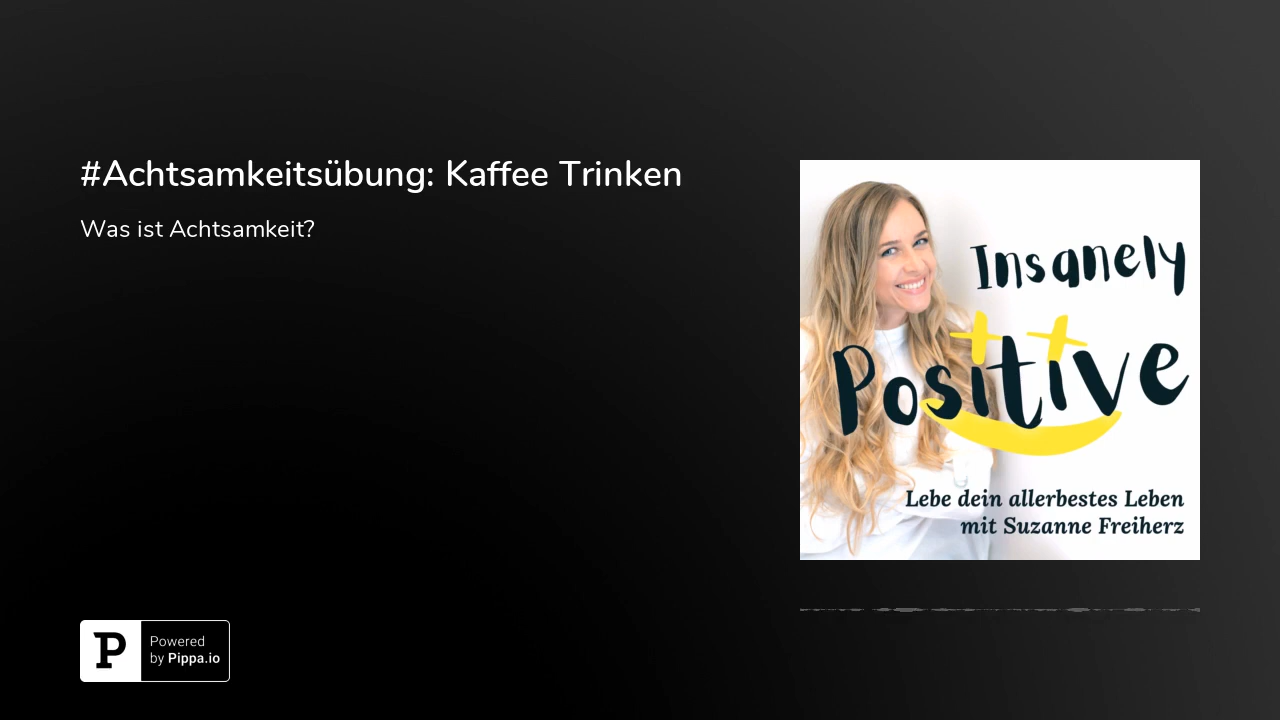 #Achtsamkeitsübung: Kaffee Trinken
Was ist Achtsamkeit?
Insanely
Positive
Lebe dein allerbestes Leben
mit Suzanne Freiherz
P
Powered
by Pippa.io